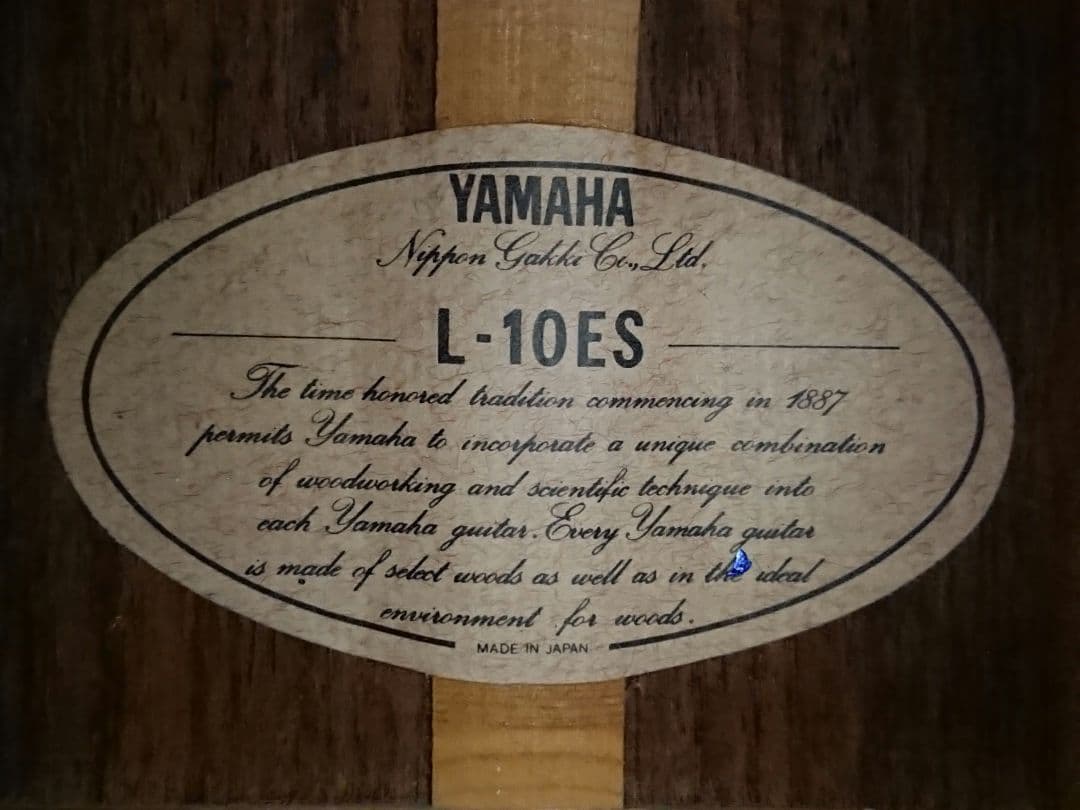 YAMAHA
Nippon Gakki Co., Ltd.
L-10ES
The time honored tradition commencing in 1887
permits Yamaha to incorporate a unique combination
of woodworking and scientific technique into
each Yamaha guitar. Every Yamaha guitar
is made of select woods as well as in the ideal
environment for woods.
MADE IN JAPAN